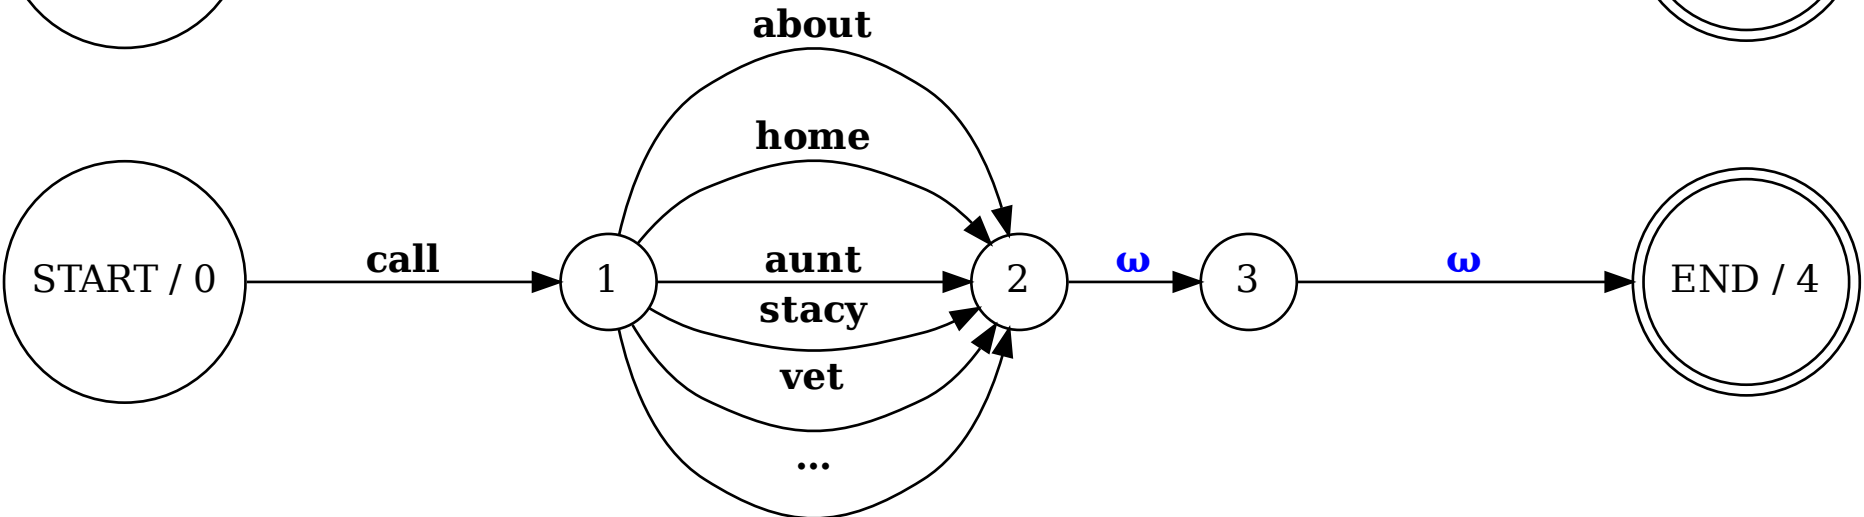 about
home
START / 0
call
1
aunt
2
ω
3
ω
END / 4
stacy
vet
...